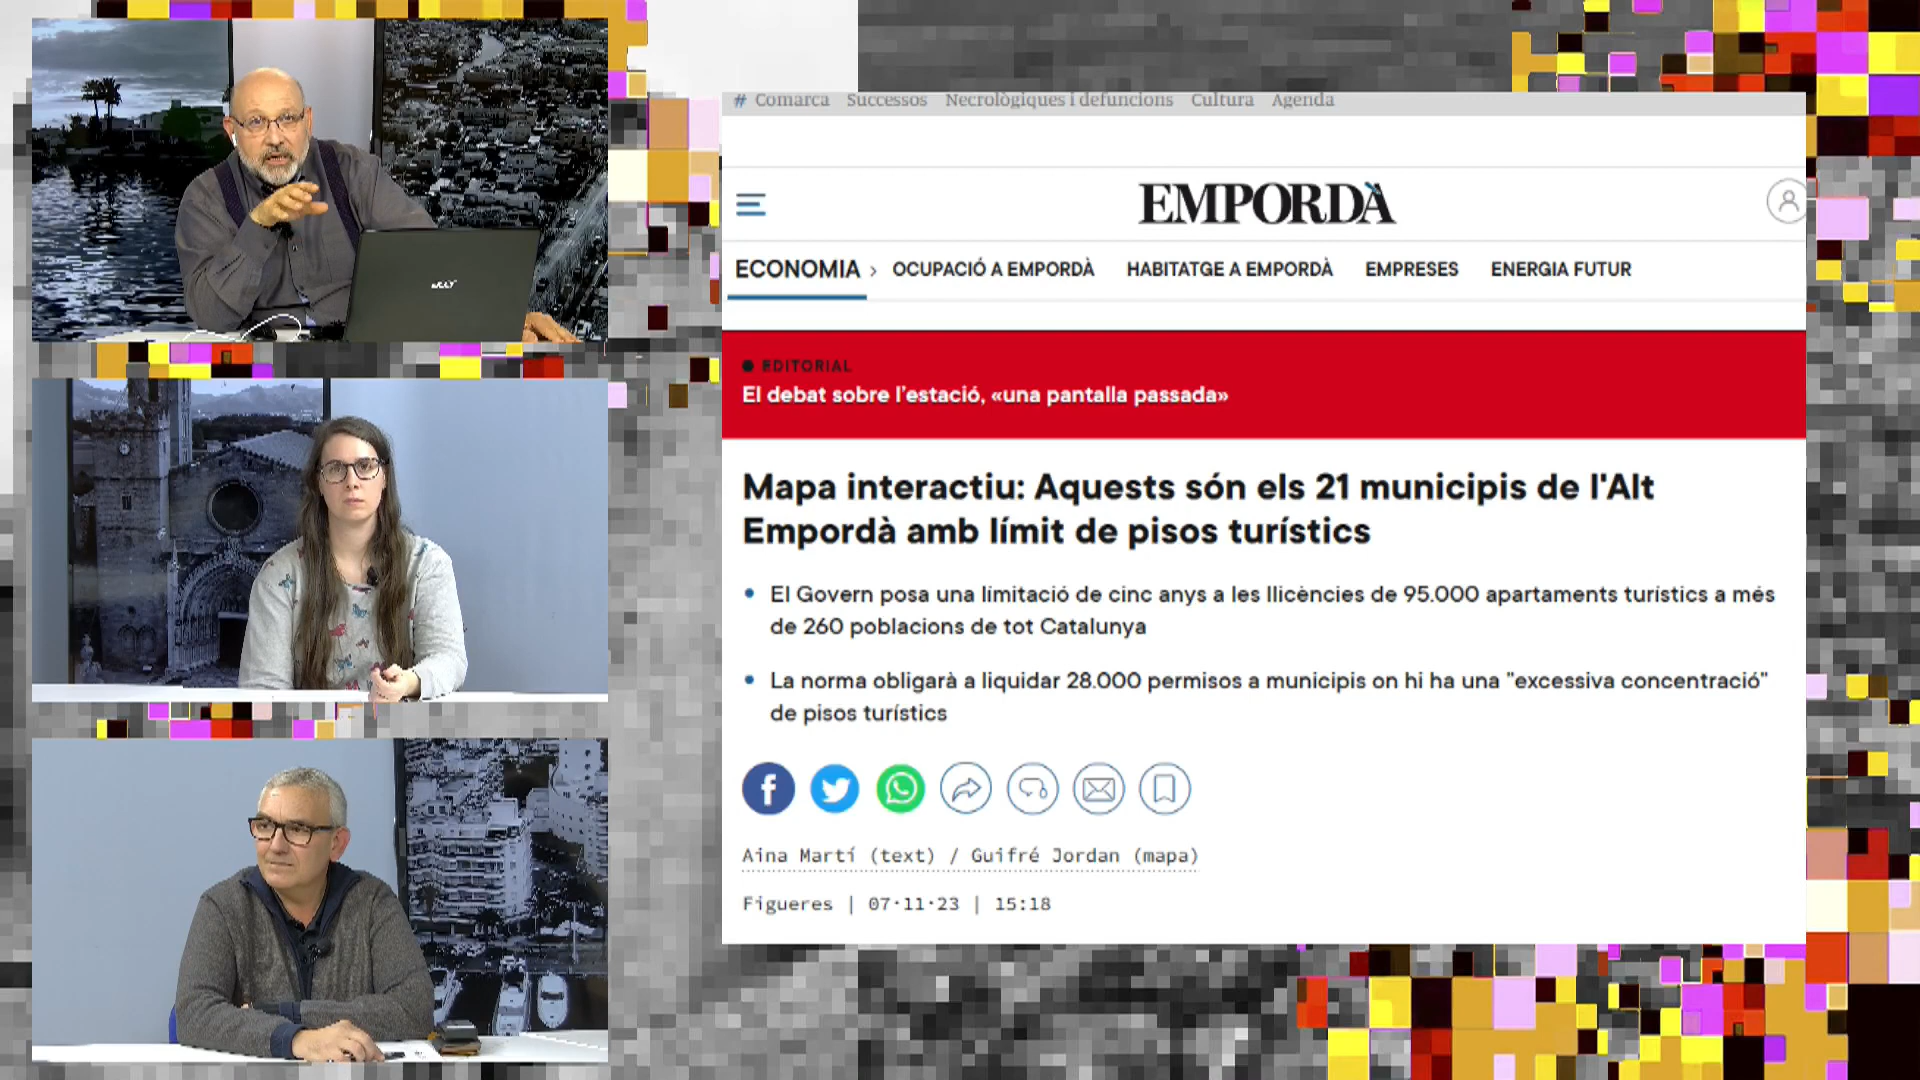 # Comarca Successos Necrològiques i defuncions Cultura Agenda
EMPORDÀ
ECONOMIA › OCUPACIÓ A EMPORDÀ HABITATGE A EMPORDÀ EMPRESES ENERGIA FUTUR
EDITORIAL
El debat sobre l'estació, «una pantalla passada»
Mapa interactiu: Aquests són els 21 municipis de l'Alt
Empordà amb límit de pisos turístics
• El Govern posa una limitació de cinc anys a les llicències de 95.000 apartaments turístics a més
de 260 poblacions de tot Catalunya
• La norma obligarà a liquidar 28.000 permisos a municipis on hi ha una "excessiva concentració"
de pisos turístics
Aina Martí (text) / Guifré Jordan (mapa)
Figueres | 07·11·23 | 15:18